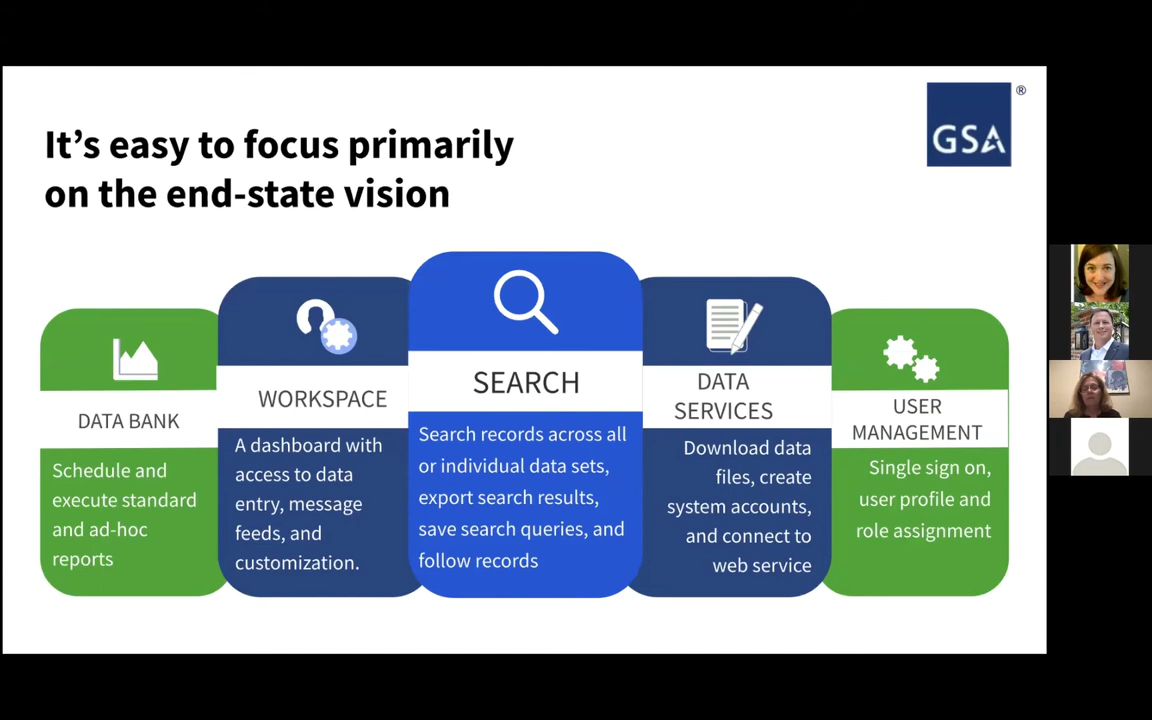 It’s easy to focus primarily
on the end-state vision
GSA
®
DATA BANK
Schedule and
execute standard
and ad-hoc
reports
WORKSPACE
A dashboard with
access to data
entry, message
feeds, and
customization.
SEARCH
Search records across all
or individual data sets,
export search results,
save search queries, and
follow records
DATA
SERVICES
Download data
files, create
system accounts,
and connect to
web service
USER
MANAGEMENT
Single sign on,
user profile and
role assignment